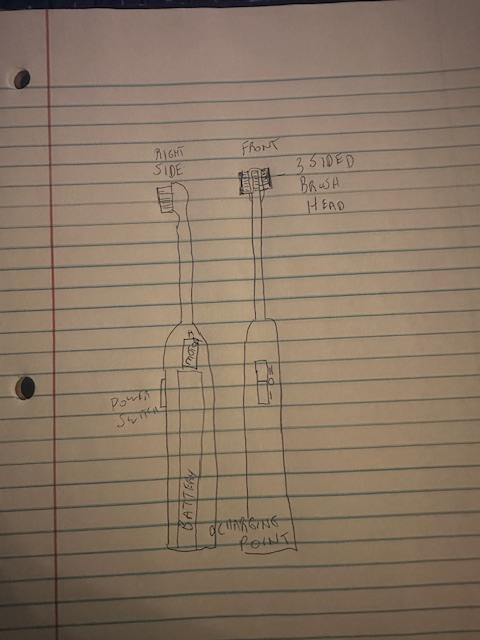 RIGHT
SIDE
FRONT
3 SIDED
BRUSH
HEAD
MOTOR
POWER
SWITCH
BATTERY
CHARGING
POINT